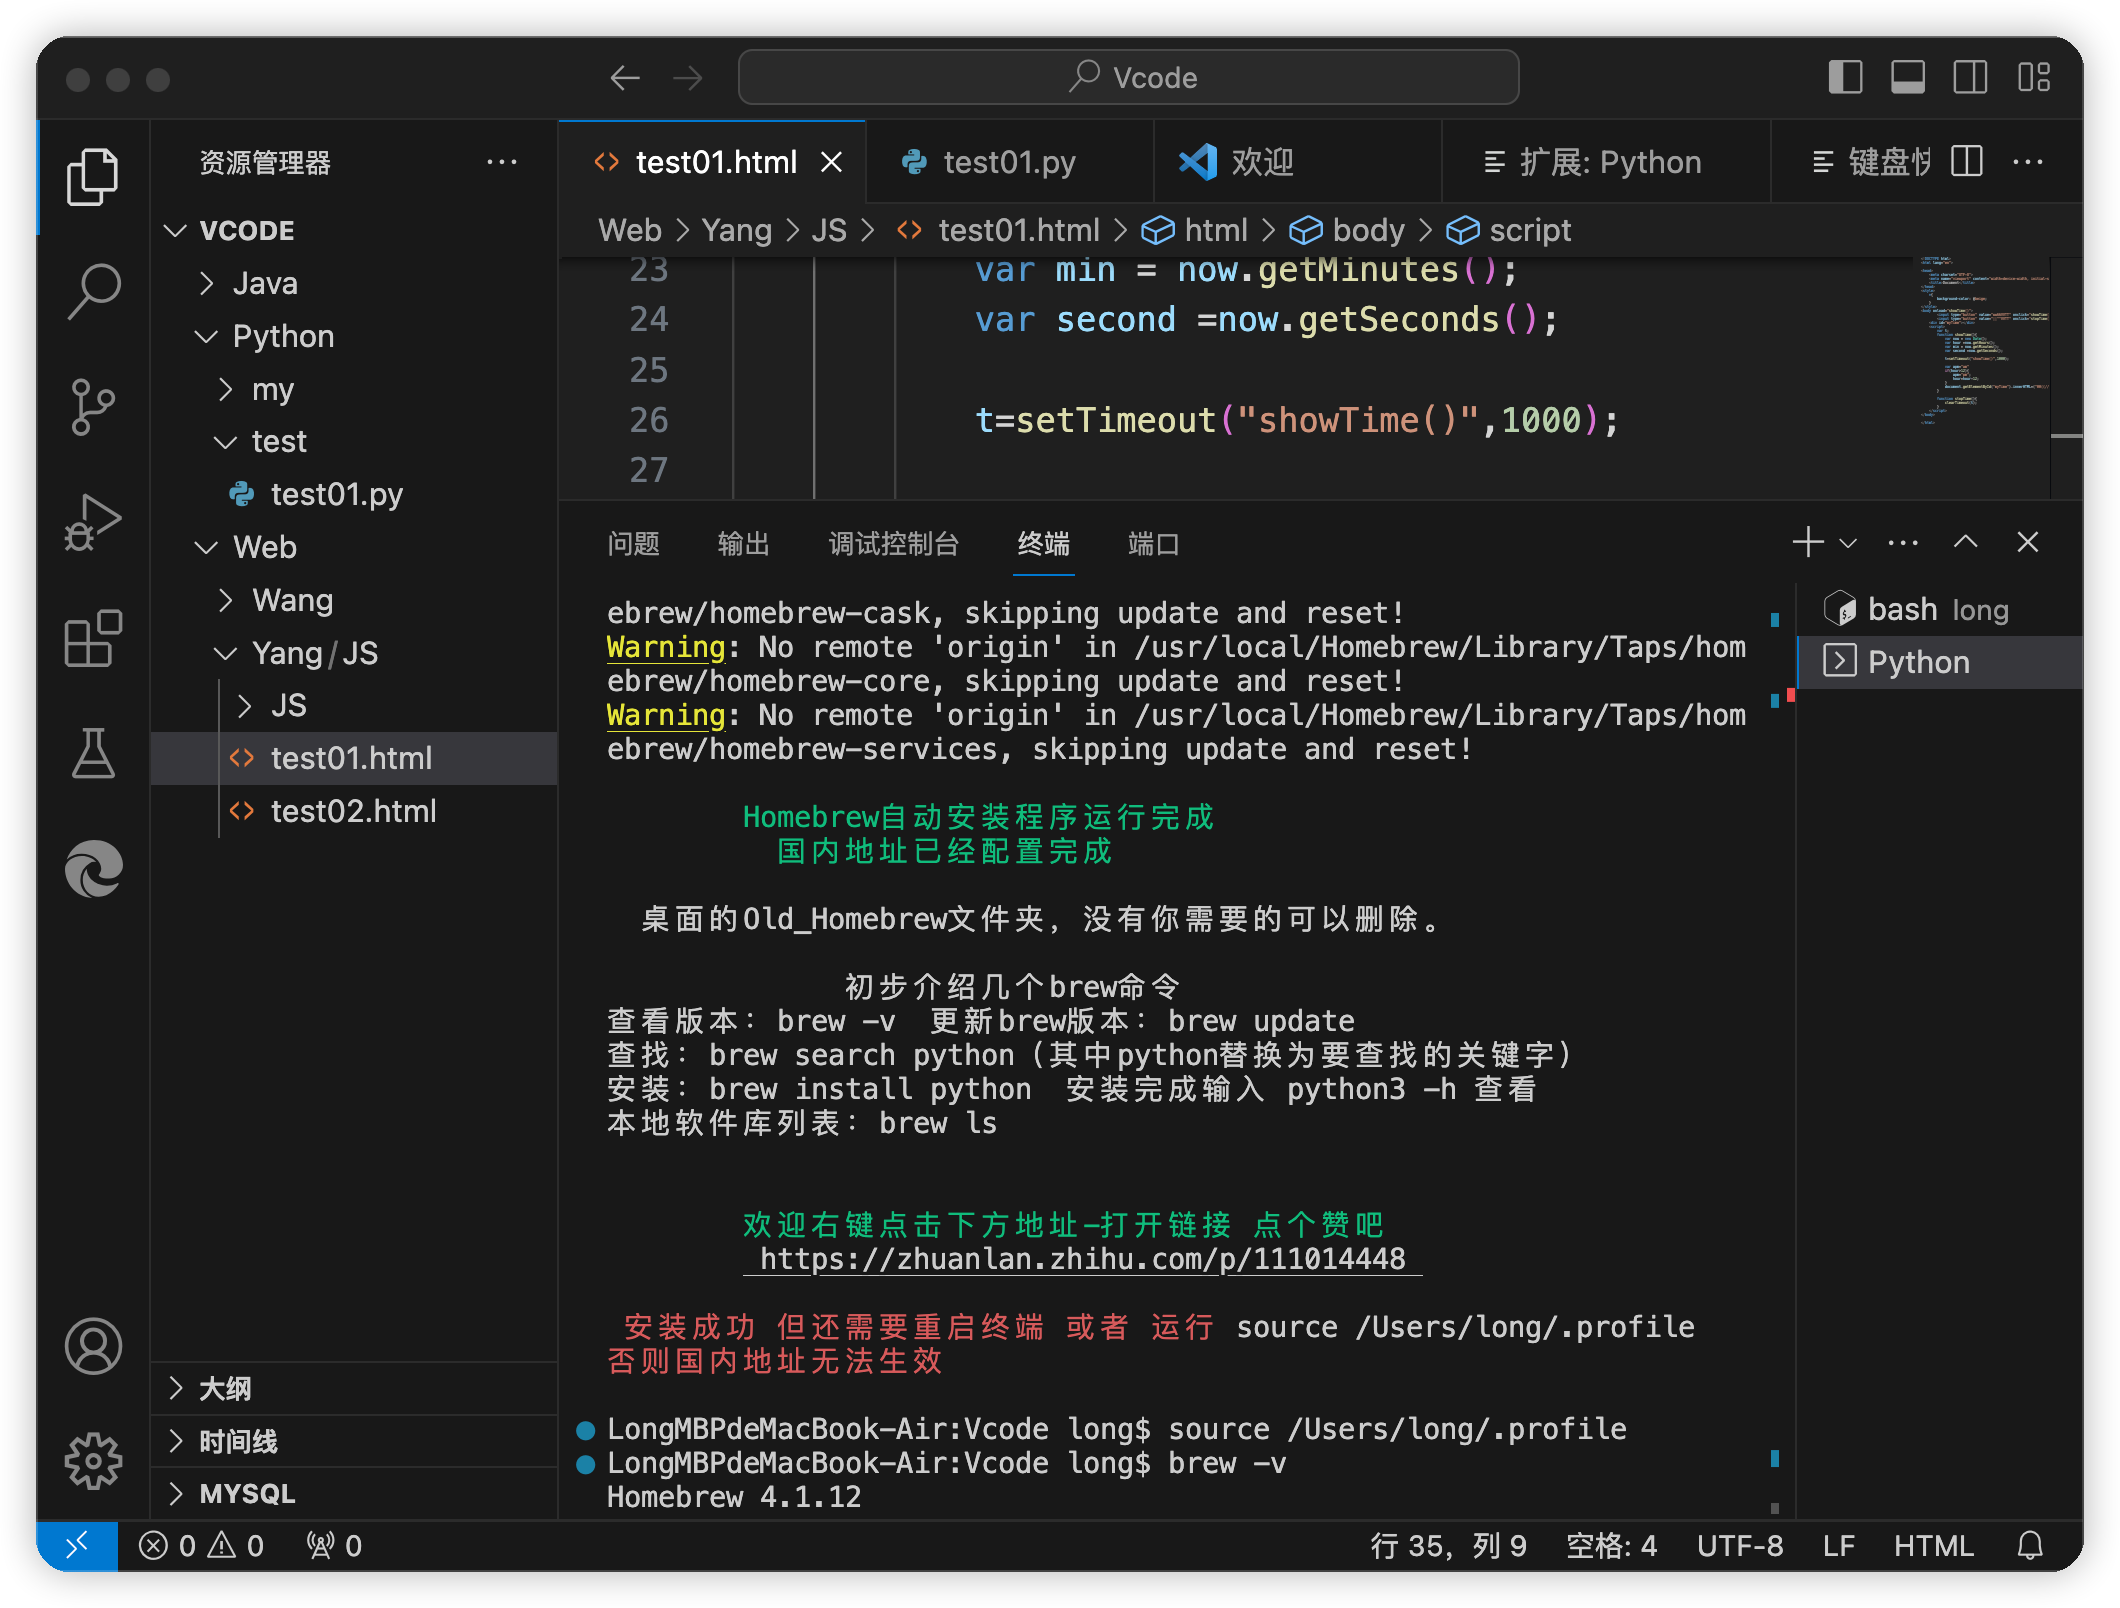 Vcode
资源管理器
VCODE
Java
Python
my
test
test01.py
Web
Wang
Yang/JS
JS
test01.html
test02.html
大纲
时间线
MYSQL
test01.html
test01.py
欢迎
扩展: Python
键盘快
Web > Yang > JS > test01.html > html > body > script
23 var min = now.getMinutes();
24 var second =now.getSeconds();
25
26 t=setTimeout("showTime()",1000);
27
问题 输出 调试控制台 终端 端口
ebrew/homebrew-cask, skipping update and reset!
Warning: No remote 'origin' in /usr/local/Homebrew/Library/Taps/hom
ebrew/homebrew-core, skipping update and reset!
Warning: No remote 'origin' in /usr/local/Homebrew/Library/Taps/hom
ebrew/homebrew-services, skipping update and reset!
Homebrew自动安装程序运行完成
国内地址已经配置完成
桌面的Old_Homebrew文件夹，没有你需要的可以删除。
初步介绍几个brew命令
查看版本：brew -v 更新brew版本：brew update
查找：brew search python（其中python替换为要查找的关键字）
安装：brew install python 安装完成输入 python3 -h 查看
本地软件库列表：brew ls
欢迎右键点击下方地址-打开链接 点个赞吧
https://zhuanlan.zhihu.com/p/111014448
安装成功 但还需要重启终端 或者 运行 source /Users/long/.profile
否则国内地址无法生效
LongMBPdeMacBook-Air:Vcode long$ source /Users/long/.profile
LongMBPdeMacBook-Air:Vcode long$ brew -v
Homebrew 4.1.12
bash long
Python
0 0 0
行 35，列 9 空格: 4 UTF-8 LF HTML